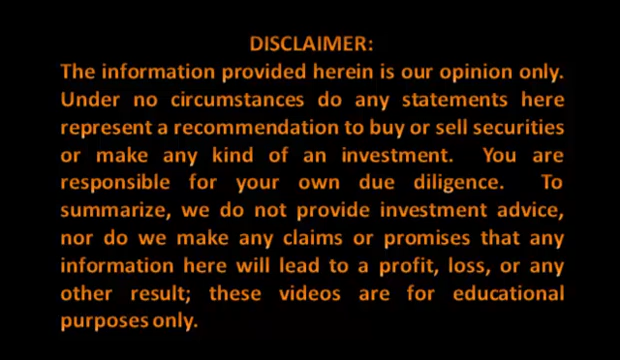 DISCLAIMER:
The information provided herein is our opinion only.
Under no circumstances do any statements here
represent a recommendation to buy or sell securities
or make any kind of an investment. You are
responsible for your own due diligence. To
summarize, we do not provide investment advice,
nor do we make any claims or promises that any
information here will lead to a profit, loss, or any
other result; these videos are for educational
purposes only.